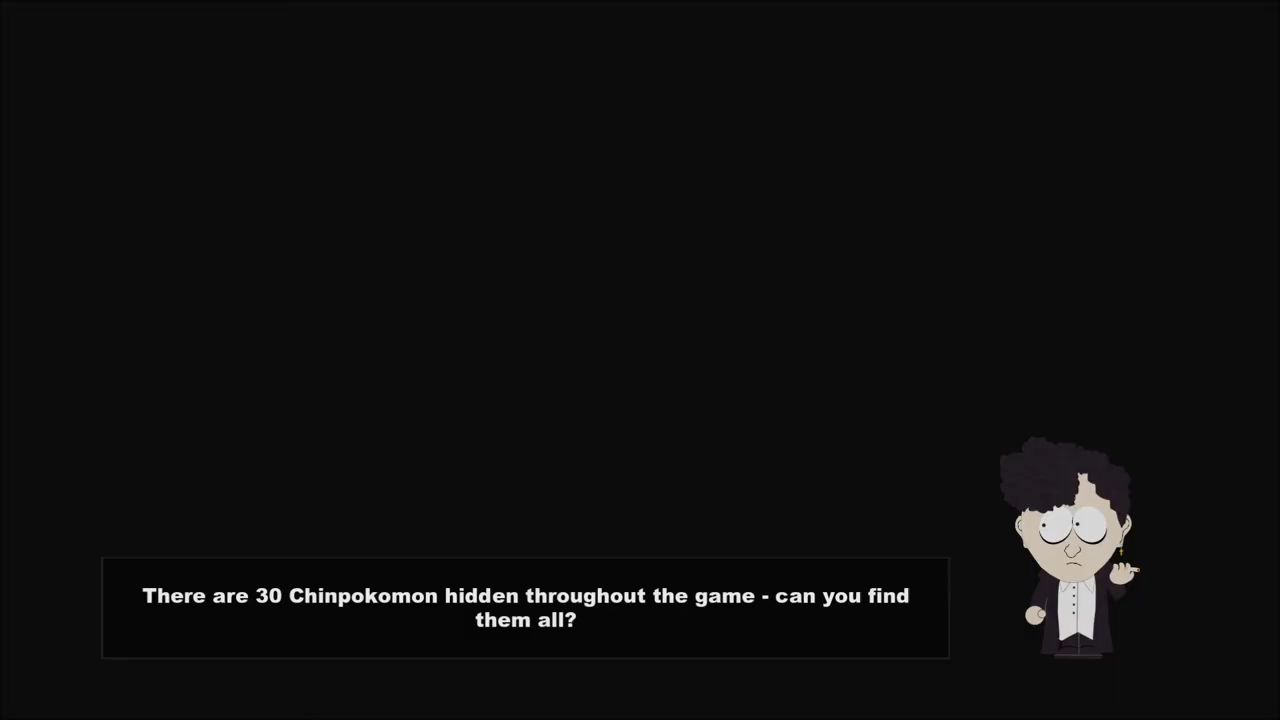 There are 30 Chinpokomon hidden throughout the game - can you find
them all?